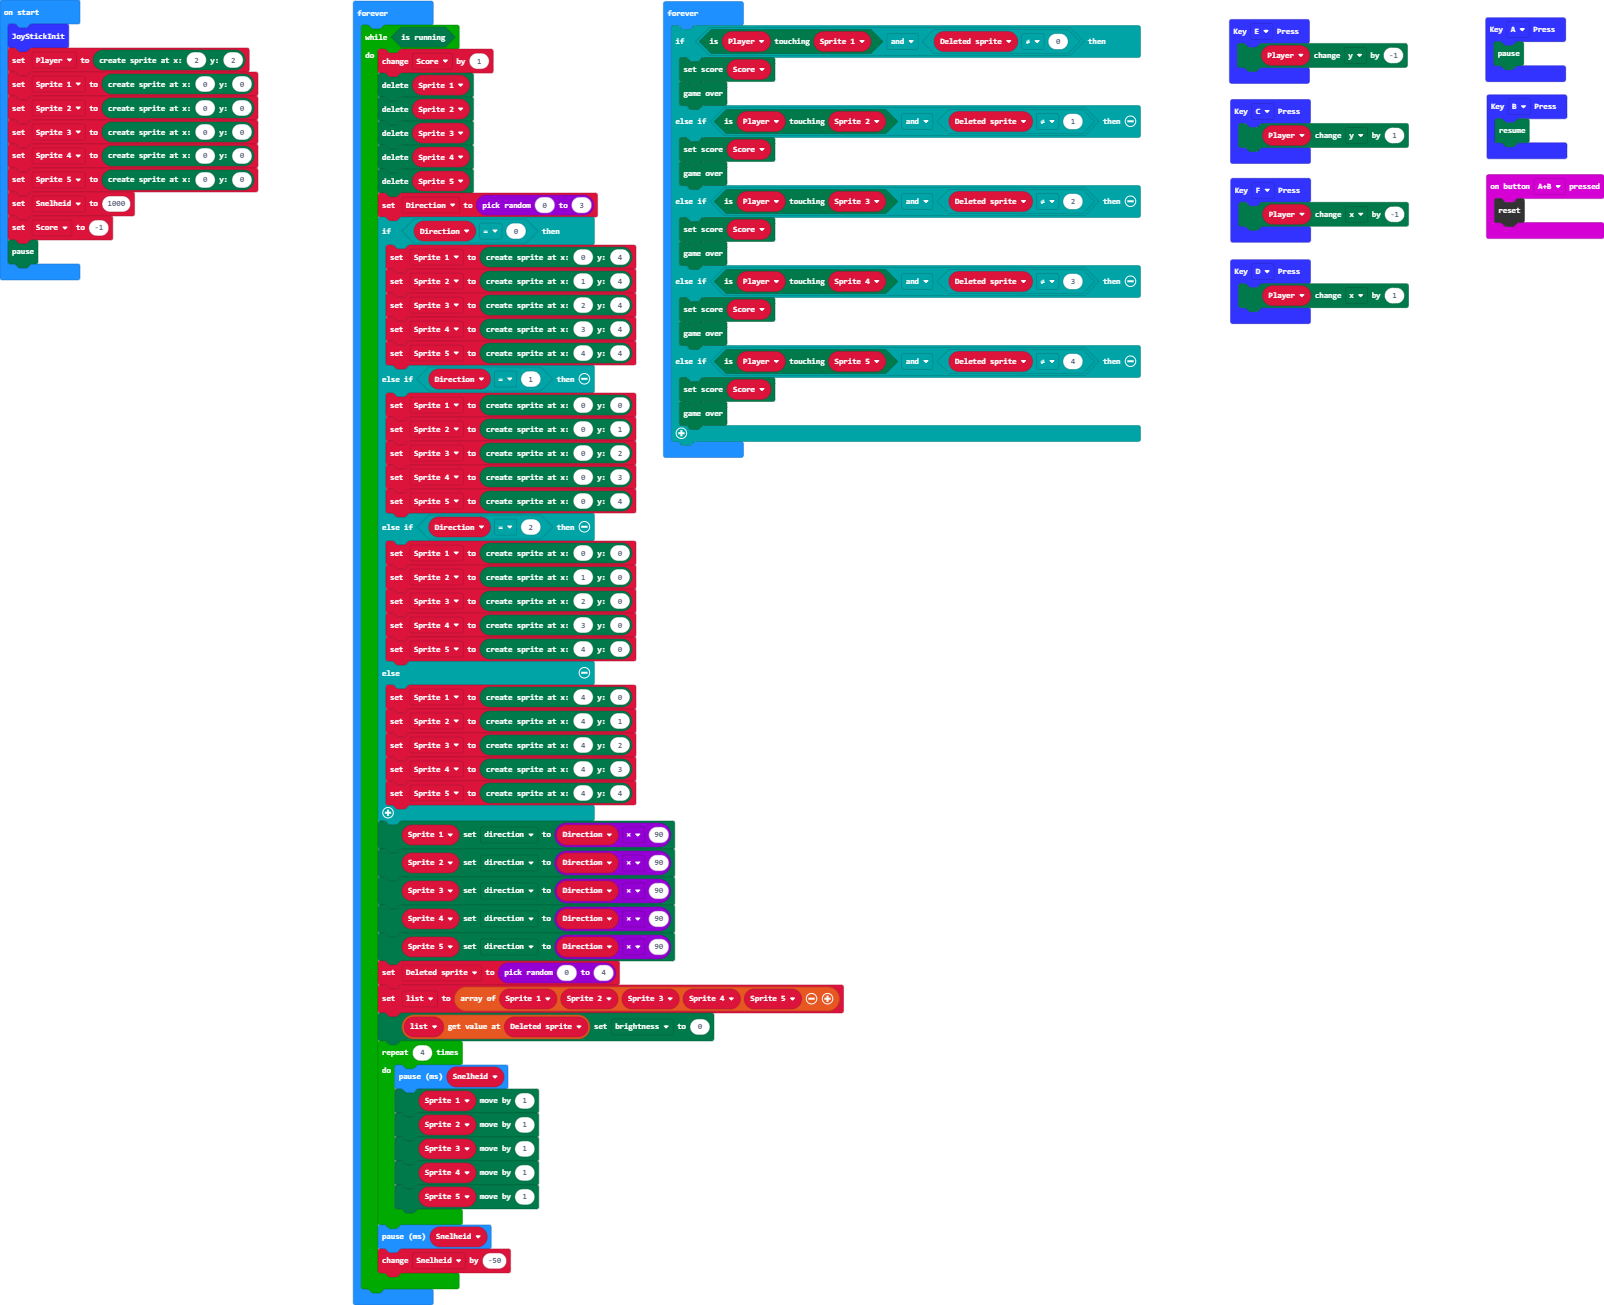 on start
JoyStickInit
set Player to create sprite at x: 2 y: 2
set Sprite 1 to create sprite at x: 0 y: 0
set Sprite 2 to create sprite at x: 0 y: 0
set Sprite 3 to create sprite at x: 0 y: 0
set Sprite 4 to create sprite at x: 0 y: 0
set Sprite 5 to create sprite at x: 0 y: 0
set Snelheid to 1000
set Score to -1
pause
forever
while is running
do change Score by 1
delete Sprite 1
delete Sprite 2
delete Sprite 3
delete Sprite 4
delete Sprite 5
set Direction to pick random 0 to 3
if Direction = 0 then
set Sprite 1 to create sprite at x: 0 y: 4
set Sprite 2 to create sprite at x: 1 y: 4
set Sprite 3 to create sprite at x: 2 y: 4
set Sprite 4 to create sprite at x: 3 y: 4
set Sprite 5 to create sprite at x: 4 y: 4
else if Direction = 1 then
set Sprite 1 to create sprite at x: 0 y: 0
set Sprite 2 to create sprite at x: 0 y: 1
set Sprite 3 to create sprite at x: 0 y: 2
set Sprite 4 to create sprite at x: 0 y: 3
set Sprite 5 to create sprite at x: 0 y: 4
else if Direction = 2 then
set Sprite 1 to create sprite at x: 0 y: 0
set Sprite 2 to create sprite at x: 1 y: 0
set Sprite 3 to create sprite at x: 2 y: 0
set Sprite 4 to create sprite at x: 3 y: 0
set Sprite 5 to create sprite at x: 4 y: 0
else
set Sprite 1 to create sprite at x: 4 y: 0
set Sprite 2 to create sprite at x: 4 y: 1
set Sprite 3 to create sprite at x: 4 y: 2
set Sprite 4 to create sprite at x: 4 y: 3
set Sprite 5 to create sprite at x: 4 y: 4
Sprite 1 set direction to Direction × 90
Sprite 2 set direction to Direction × 90
Sprite 3 set direction to Direction × 90
Sprite 4 set direction to Direction × 90
Sprite 5 set direction to Direction × 90
set Deleted sprite to pick random 0 to 4
set list to array of Sprite 1 Sprite 2 Sprite 3 Sprite 4 Sprite 5
list get value at Deleted sprite set brightness to 0
repeat 4 times
do pause (ms) Snelheid
Sprite 1 move by 1
Sprite 2 move by 1
Sprite 3 move by 1
Sprite 4 move by 1
Sprite 5 move by 1
pause (ms) Snelheid
change Snelheid by -50
forever
if is Player touching Sprite 1 and Deleted sprite ≠ 0 then
set score Score
game over
else if is Player touching Sprite 2 and Deleted sprite ≠ 1 then
set score Score
game over
else if is Player touching Sprite 3 and Deleted sprite ≠ 2 then
set score Score
game over
else if is Player touching Sprite 4 and Deleted sprite ≠ 3 then
set score Score
game over
else if is Player touching Sprite 5 and Deleted sprite ≠ 4 then
set score Score
game over
Key E Press
Player change y by -1
Key C Press
Player change y by 1
Key F Press
Player change x by -1
Key D Press
Player change x by 1
Key A Press
pause
Key B Press
resume
on button A+B pressed
reset